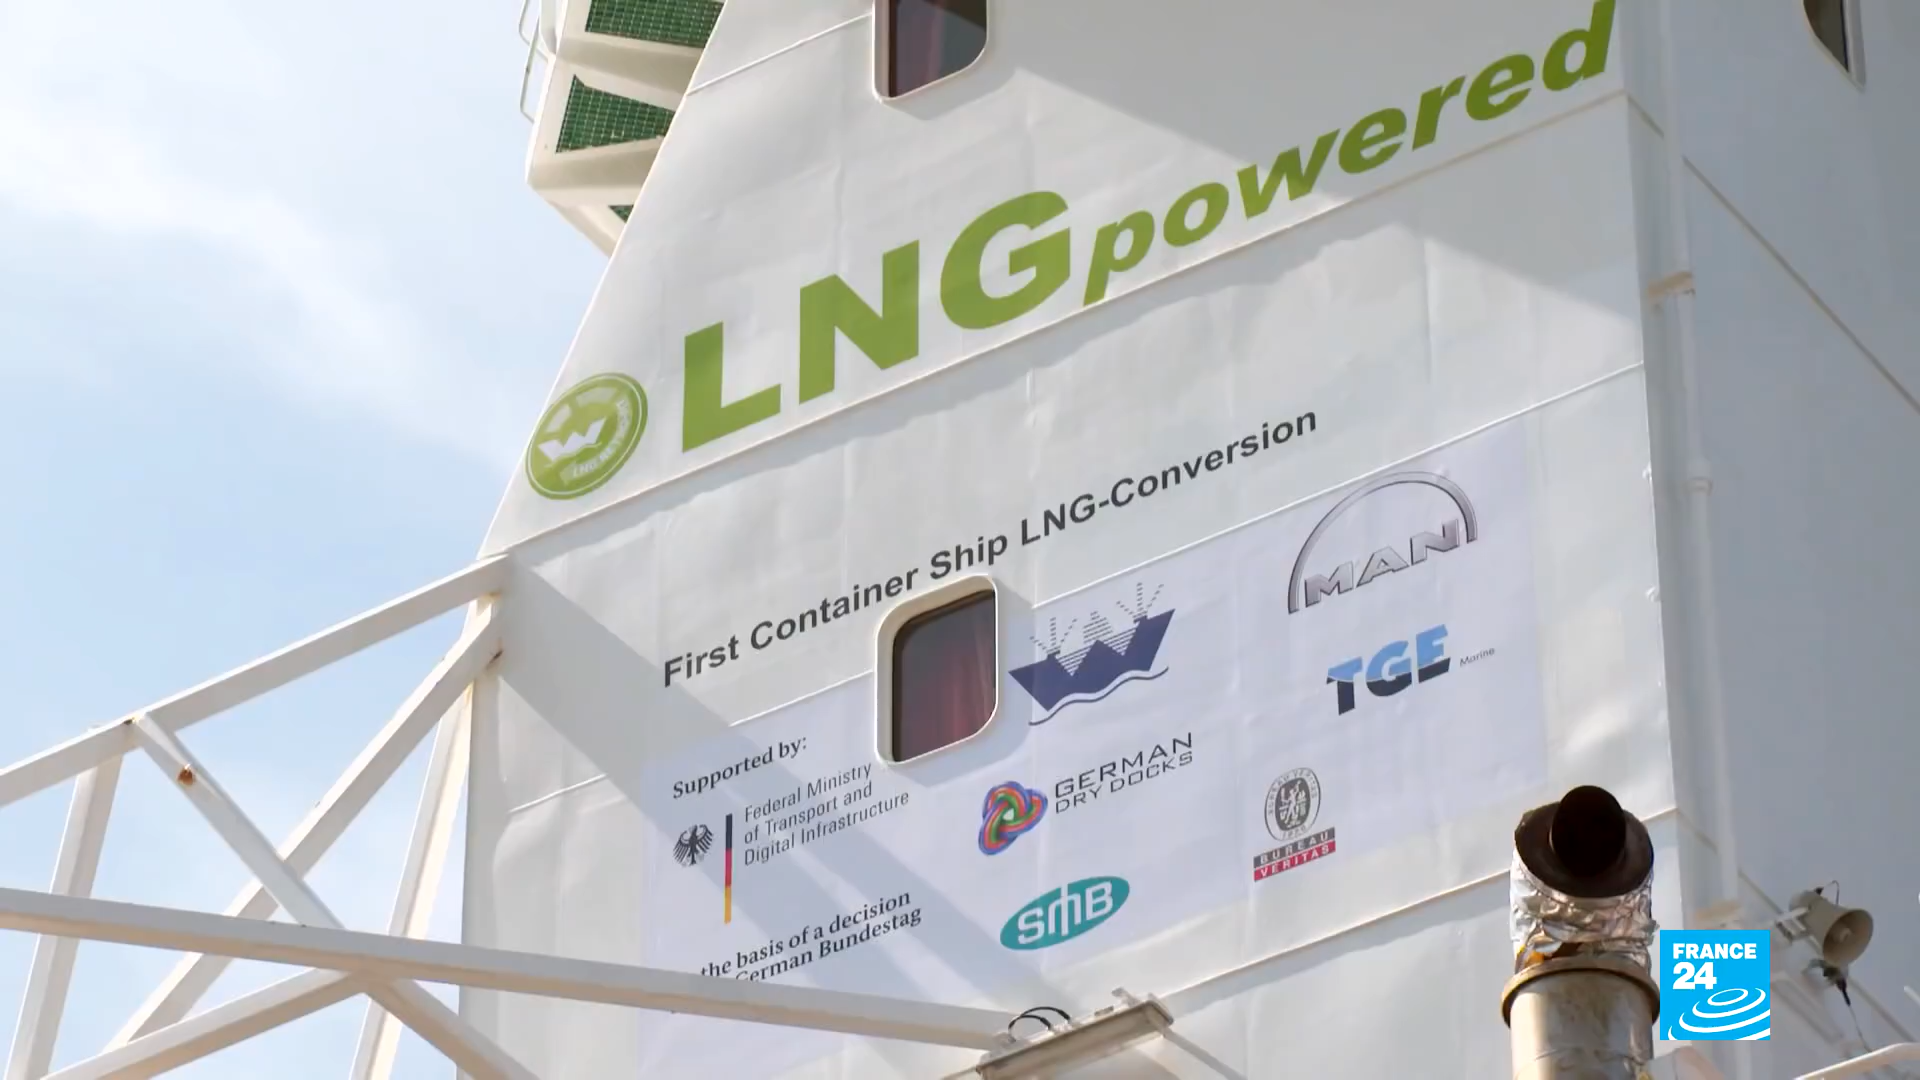 LNGpowered
W
First Container Ship LNG-Conversion
MAN
TGE Marine
Supported by:
Federal Ministry
of Transport and
Digital Infrastructure
GERMAN
DRY DOCKS
BUREAU
VERITAS
1828
SMB
the basis of a decision
German Bundestag
FRANCE
24